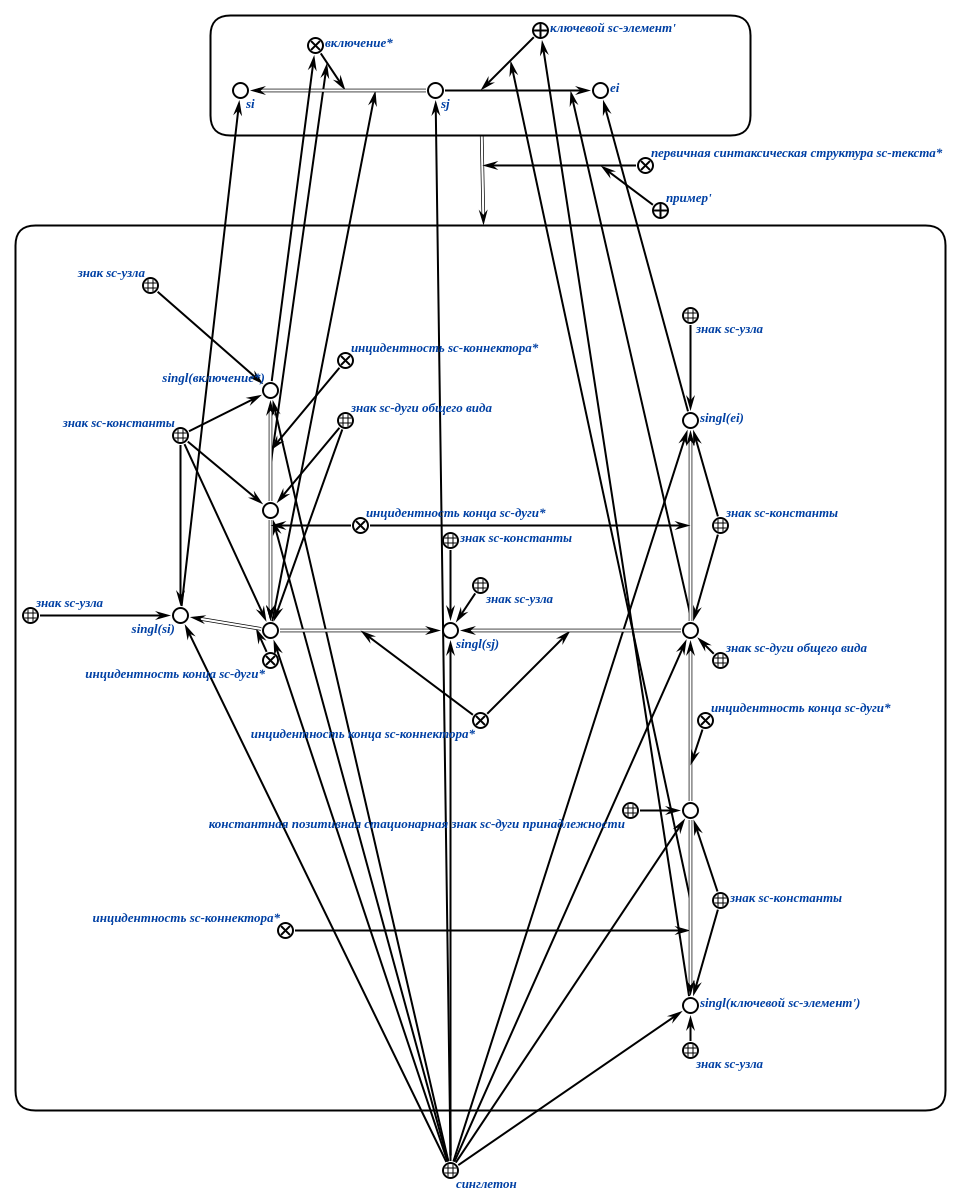 ключевой sc-элемент'
включение*
ei
si
sj
первичная синтаксическая структура sc-текста*
пример'
знак sc-узла
знак sc-узла
инцидентность sc-коннектора*
singl(включение*)
знак sc-дуги общего вида
singl(ei)
знак sc-константы
инцидентность конца sc-дуги*
знак sc-константы
знак sc-константы
знак sc-узла
знак sc-узла
singl(si)
singl(sj)
знак sc-дуги общего вида
инцидентность конца sc-дуги*
инцидентность конца sc-дуги*
инцидентность конца sc-коннектора*
константная позитивная стационарная знак sc-дуги принадлежности
знак sc-константы
инцидентность sc-коннектора*
singl(ключевой sc-элемент')
знак sc-узла
синглетон